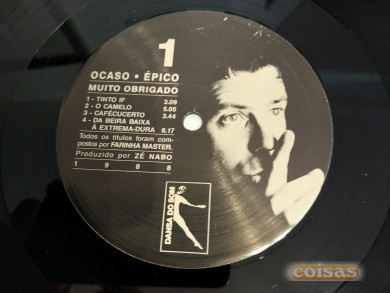 1
OCASO • ÉPICO
MUITO OBRIGADO
1 - TINTO IF 3.09
2 - O CAMELO 5.05
3 - CAFÉCUCERTO 3.44
4 - DA BEIRA BAIXA
À EXTREMA-DURA 6.17
Todos os títulos foram com-
postos por FARINHA MASTER.
Produzido por ZÉ NABO
1 9 8 8
DANSA DO SOM
coisas